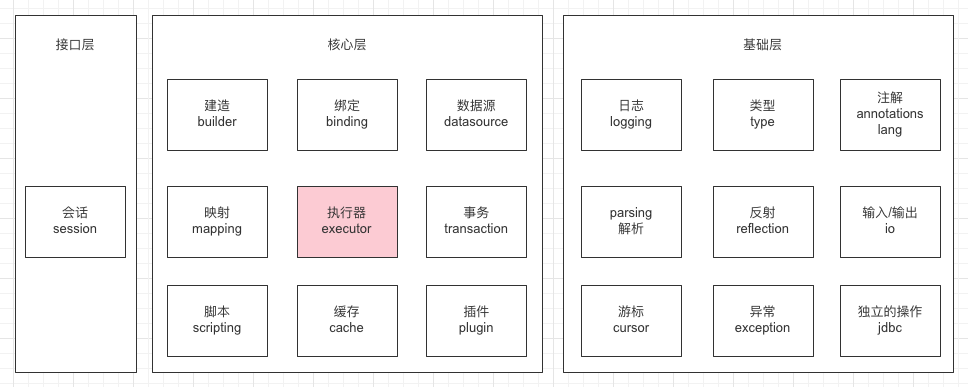 接口层
会话
session
核心层
建造
builder
绑定
binding
数据源
datasource
映射
mapping
执行器
executor
事务
transaction
脚本
scripting
缓存
cache
插件
plugin
基础层
日志
logging
类型
type
注解
annotations
lang
parsing
解析
反射
reflection
输入/输出
io
游标
cursor
异常
exception
独立的操作
jdbc